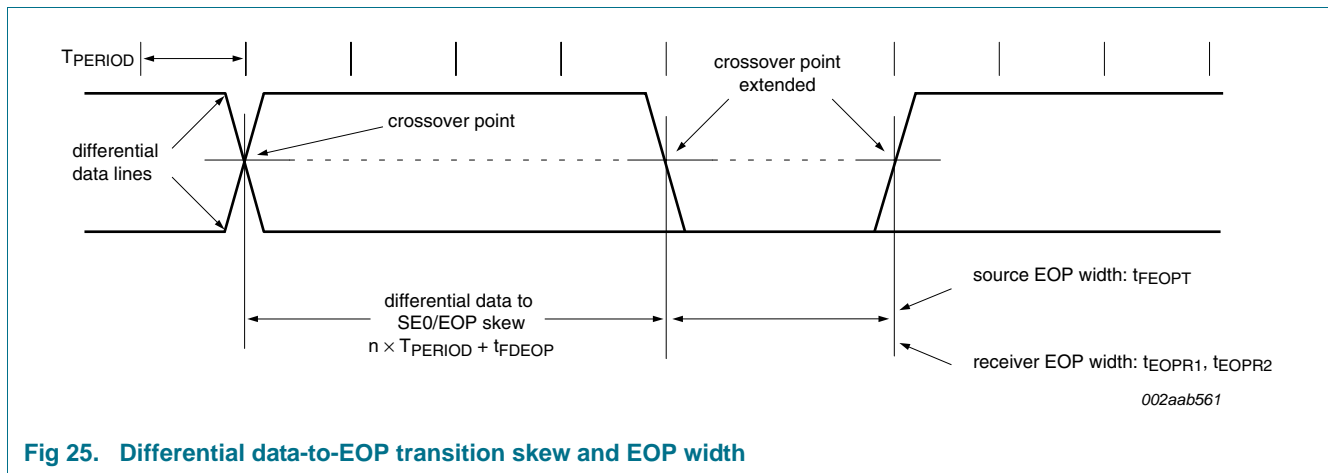 TPERIOD
crossover point
extended
crossover point
differential
data lines
differential data to
SE0/EOP skew
n × TPERIOD + tFDEOP
source EOP width: tFEOPT
receiver EOP width: tEOPR1, tEOPR2
002aab561
Fig 25. Differential data-to-EOP transition skew and EOP width